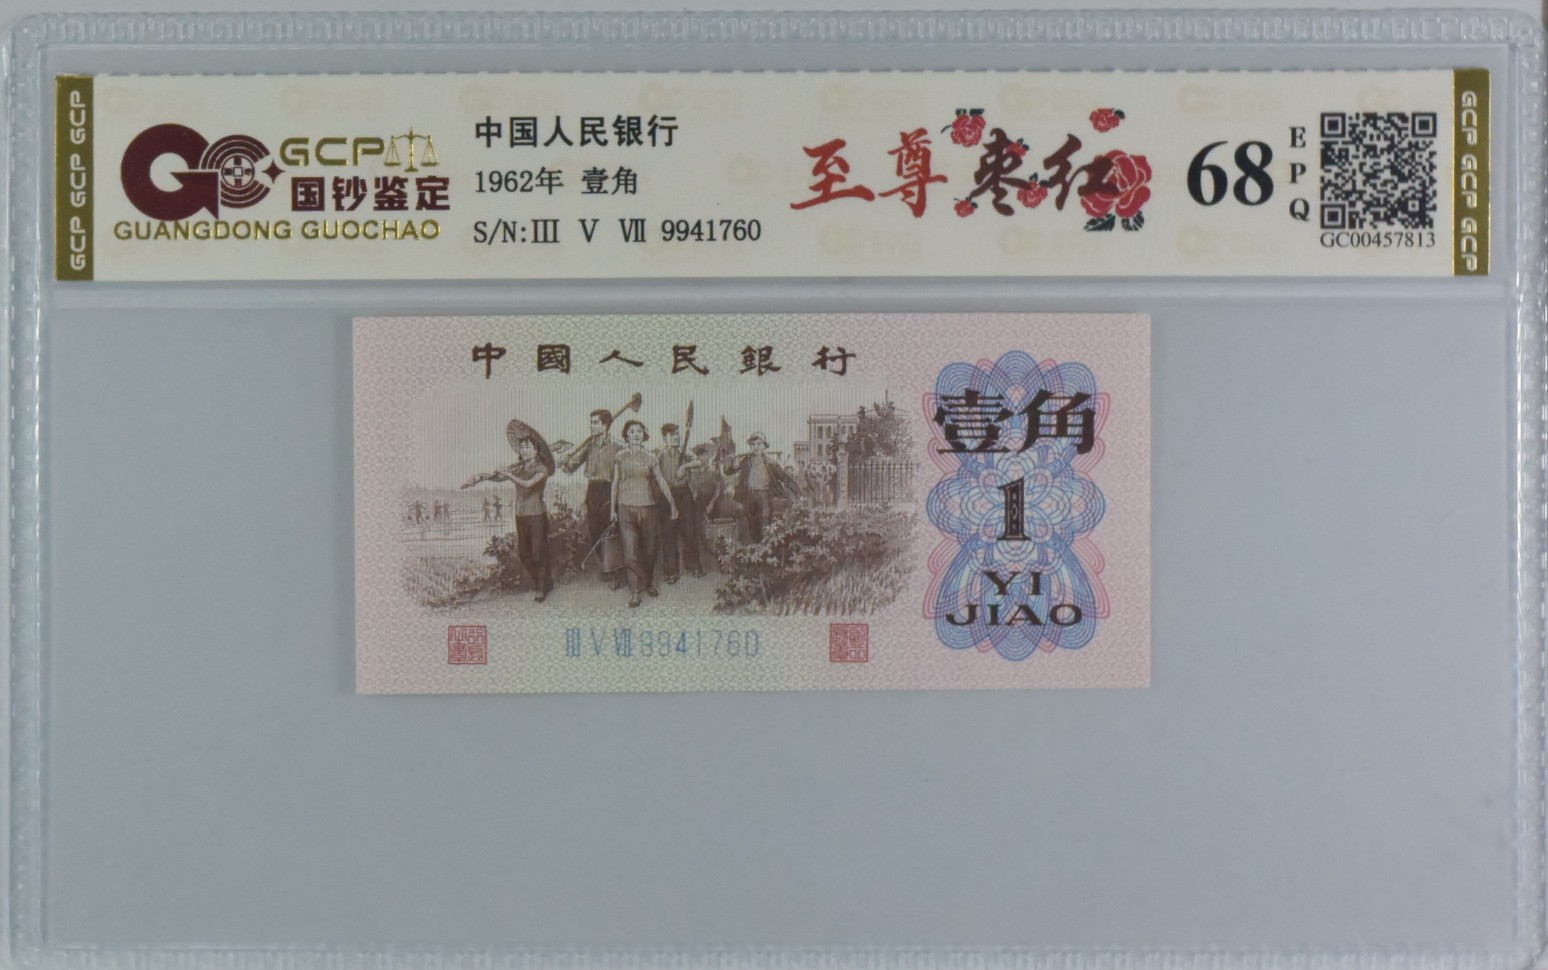 GCP GCP GCP
GCP
国钞鉴定
GUANGDONG GUOCHAO
中国人民银行
1962年 壹角
S/N:III V VII 9941760
至尊枣红
68
EPQ
GC00457813
GCP GCP GCP
中國人民銀行
壹角
1
YI
JIAO
III V VII 9941760